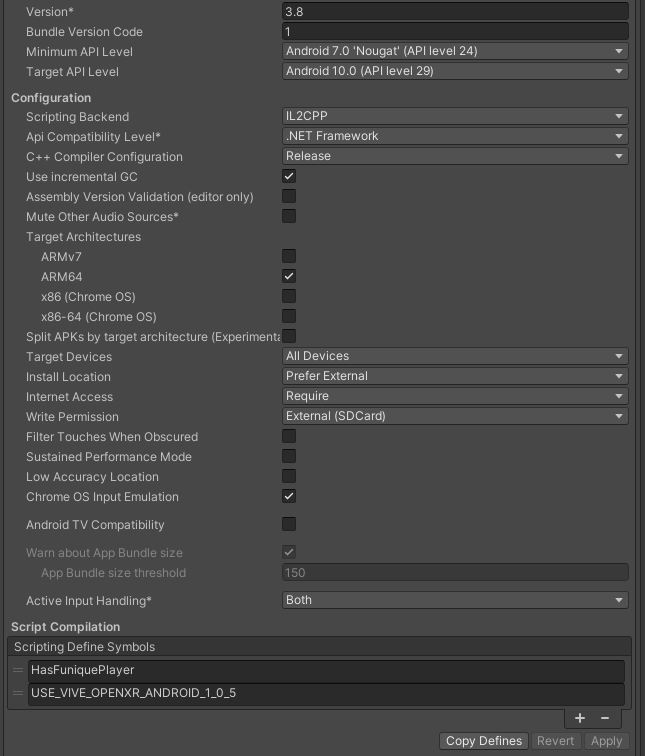 Version* 3.8
Bundle Version Code 1
Minimum API Level Android 7.0 'Nougat' (API level 24)
Target API Level Android 10.0 (API level 29)
Configuration
Scripting Backend IL2CPP
Api Compatibility Level* .NET Framework
C++ Compiler Configuration Release
Use incremental GC
Assembly Version Validation (editor only)
Mute Other Audio Sources*
Target Architectures
ARMv7
ARM64
x86 (Chrome OS)
x86-64 (Chrome OS)
Split APKs by target architecture (Experimenta
Target Devices All Devices
Install Location Prefer External
Internet Access Require
Write Permission External (SDCard)
Filter Touches When Obscured
Sustained Performance Mode
Low Accuracy Location
Chrome OS Input Emulation
Android TV Compatibility
Warn about App Bundle size
App Bundle size threshold 150
Active Input Handling* Both
Script Compilation
Scripting Define Symbols
HasFuniquePlayer
USE_VIVE_OPENXR_ANDROID_1_0_5
+ −
Copy Defines Revert Apply